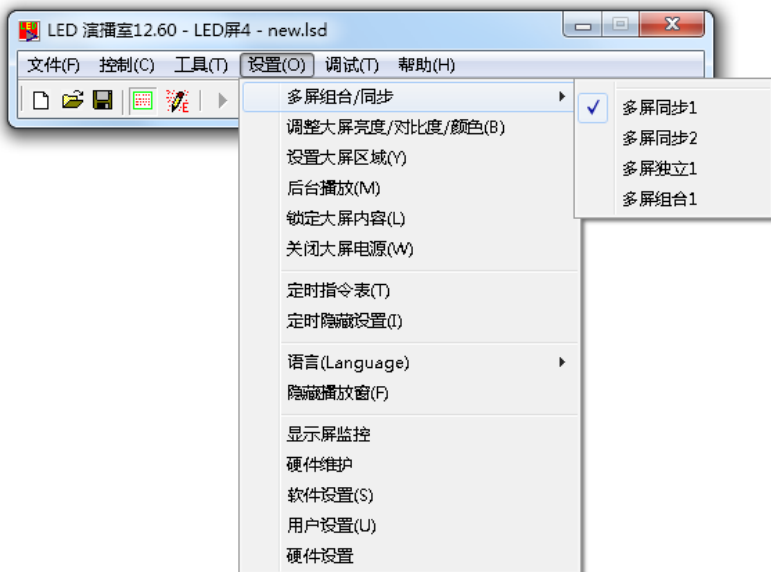 LED 演播室12.60 - LED屏4 - new.lsd
文件(F) 控制(C) 工具(T) 设置(O) 调试(T) 帮助(H)
多屏组合/同步
调整大屏亮度/对比度/颜色(B)
设置大屏区域(Y)
后台播放(M)
锁定大屏内容(L)
关闭大屏电源(W)
定时指令表(T)
定时隐藏设置(I)
语言(Language)
隐藏播放窗(F)
显示屏监控
硬件维护
软件设置(S)
用户设置(U)
硬件设置
多屏同步1
多屏同步2
多屏独立1
多屏组合1